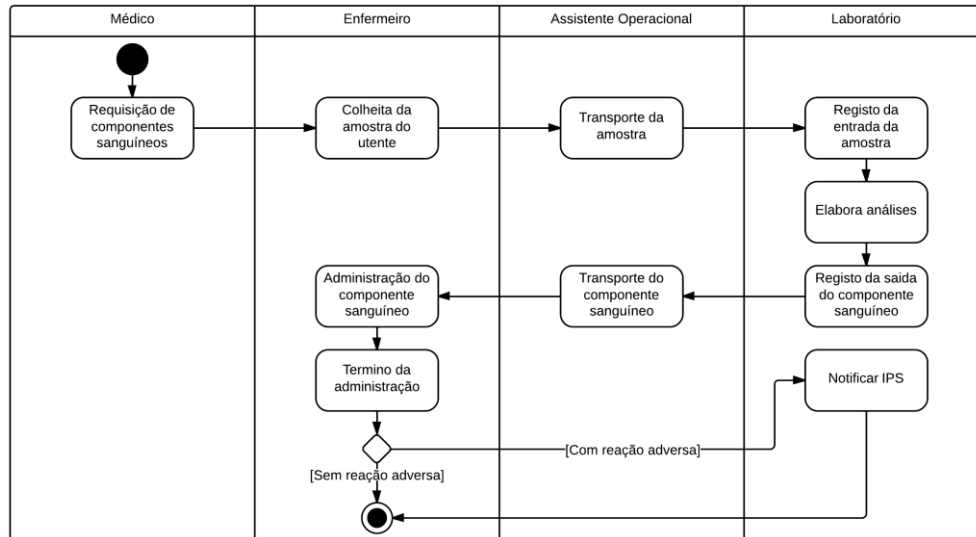 Médico
Enfermeiro
Assistente Operacional
Laboratório
Requisição de
componentes
sanguíneos
Colheita da
amostra do
utente
Transporte da
amostra
Registo da
entrada da
amostra
Elabora análises
Administração do
componente
sanguíneo
Transporte do
componente
sanguíneo
Registo da saida
do componente
sanguíneo
Termino da
administração
Notificar IPS
[Com reação adversa]
[Sem reação adversa]